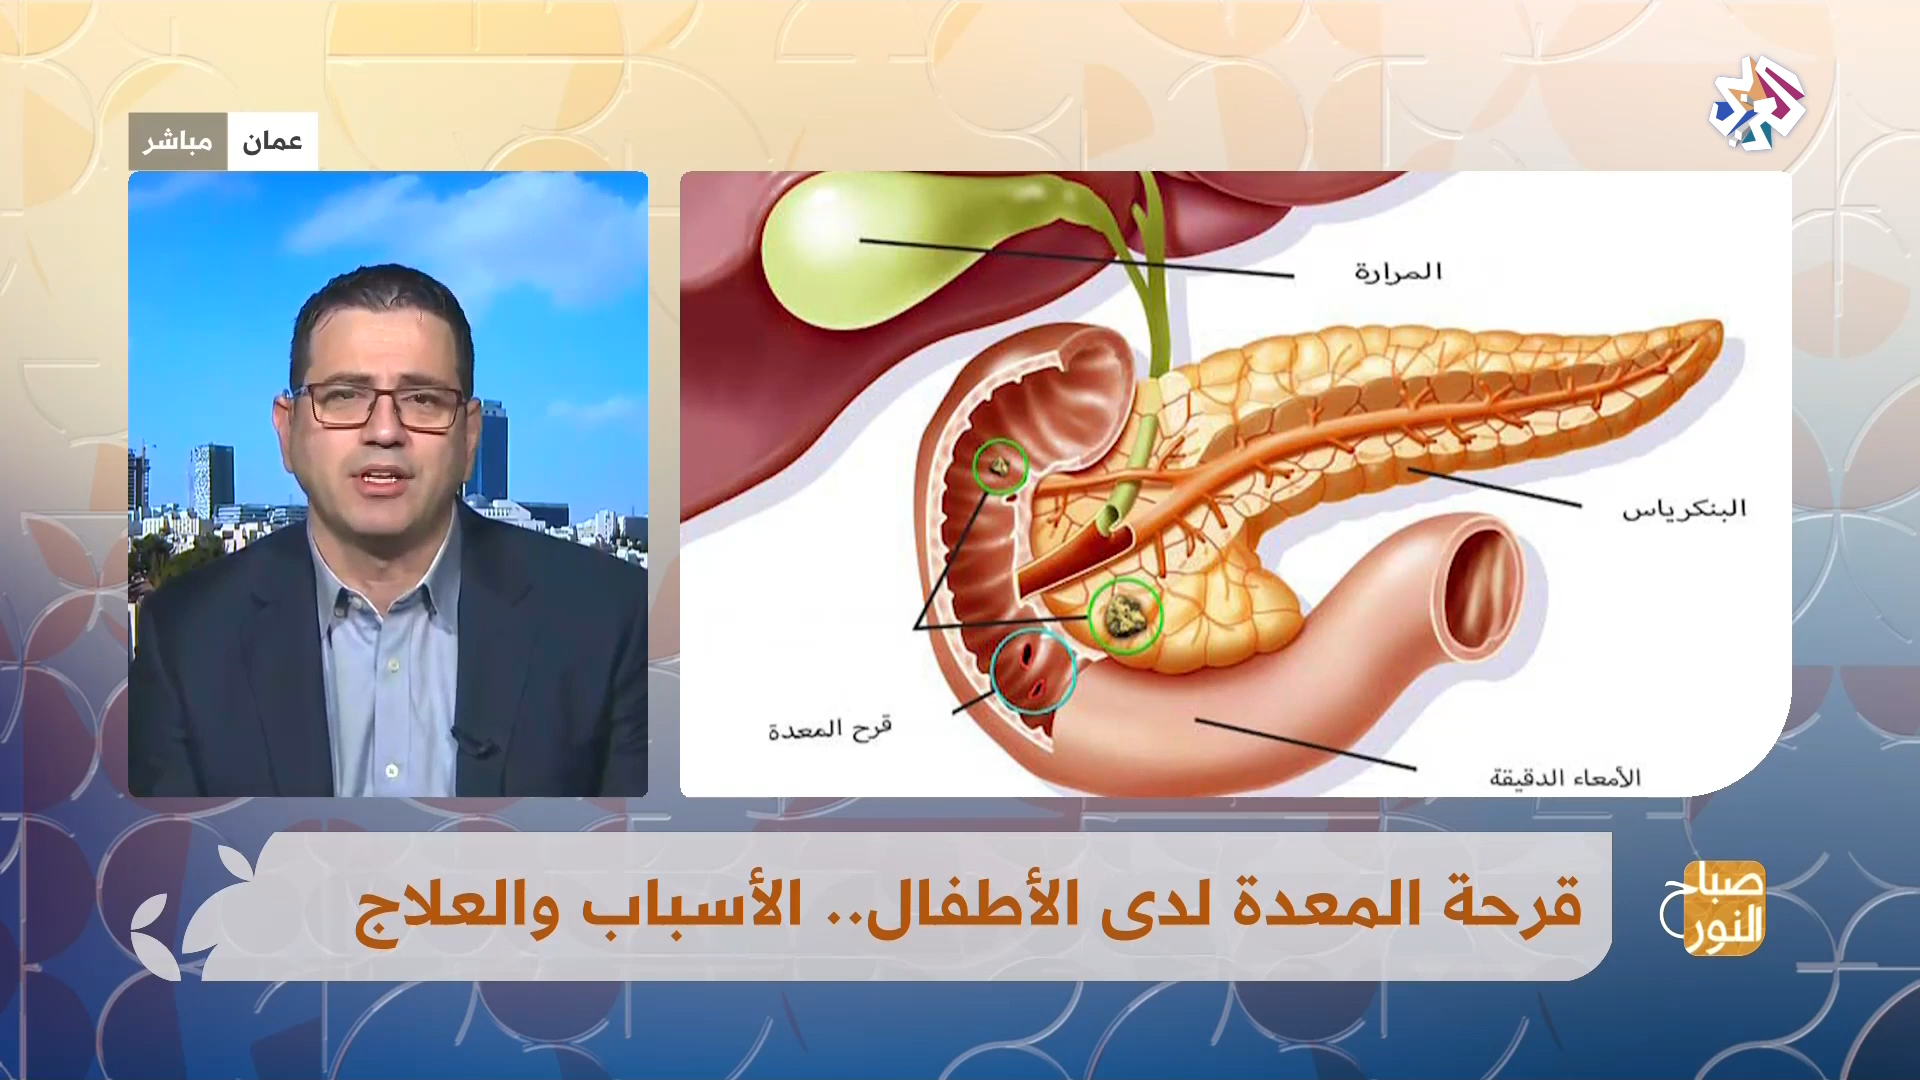 عمان
مباشر
المرارة
البنكرياس
قرح المعدة
الأمعاء الدقيقة
قرحة المعدة لدى الأطفال.. الأسباب والعلاج
صباح
النور